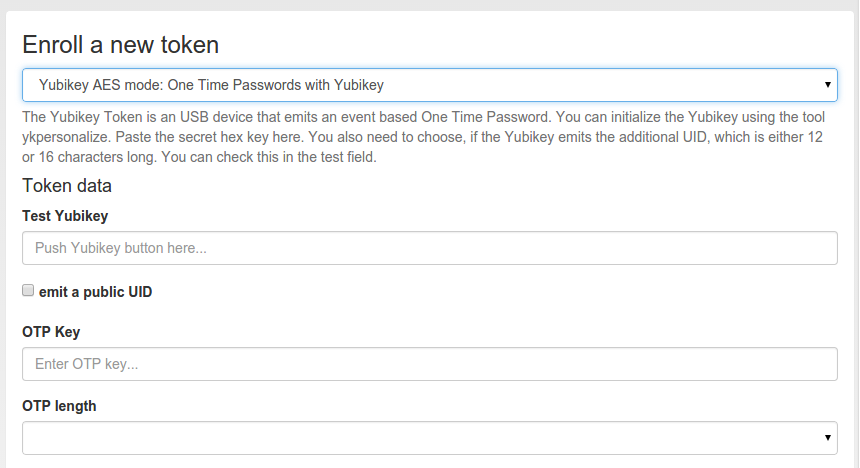 Enroll a new token
Yubikey AES mode: One Time Passwords with Yubikey
The Yubikey Token is an USB device that emits an event based One Time Password. You can initialize the Yubikey using the tool
ykpersonalize. Paste the secret hex key here. You also need to choose, if the Yubikey emits the additional UID, which is either 12
or 16 characters long. You can check this in the test field.
Token data
Test Yubikey
Push Yubikey button here...
emit a public UID
OTP Key
Enter OTP key...
OTP length